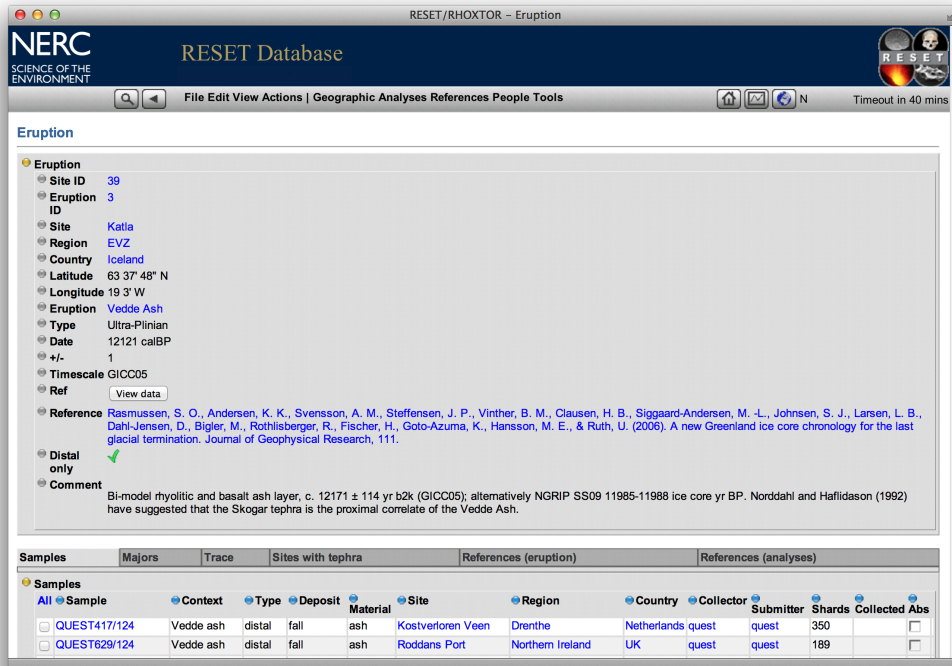 RESET/RHOXTOR – Eruption
NERC
SCIENCE OF THE
ENVIRONMENT
RESET Database
RESET
File Edit View Actions | Geographic Analyses References People Tools
N
Timeout in 40 mins
Eruption
Eruption
Site ID 39
Eruption 3
ID
Site Katla
Region EVZ
Country Iceland
Latitude 63 37' 48" N
Longitude 19 3' W
Eruption Vedde Ash
Type Ultra-Plinian
Date 12121 calBP
+/- 1
Timescale GICC05
Ref View data
Reference Rasmussen, S. O., Andersen, K. K., Svensson, A. M., Steffensen, J. P., Vinther, B. M., Clausen, H. B., Siggaard-Andersen, M. -L., Johnsen, S. J., Larsen, L. B.,
Dahl-Jensen, D., Bigler, M., Rothlisberger, R., Fischer, H., Goto-Azuma, K., Hansson, M. E., & Ruth, U. (2006). A new Greenland ice core chronology for the last
glacial termination. Journal of Geophysical Research, 111.
Distal
only
Comment
Bi-model rhyolitic and basalt ash layer, c. 12171 ± 114 yr b2k (GICC05); alternatively NGRIP SS09 11985-11988 ice core yr BP. Norddahl and Haflidason (1992)
have suggested that the Skogar tephra is the proximal correlate of the Vedde Ash.
Samples Majors Trace Sites with tephra References (eruption) References (analyses)
Samples
All Sample Context Type Deposit Material Site Region Country Collector Submitter Shards Collected Abs
QUEST417/124 Vedde ash distal fall ash Kostverloren Veen Drenthe Netherlands quest quest 350
QUEST629/124 Vedde ash distal fall ash Roddans Port Northern Ireland UK quest quest 189